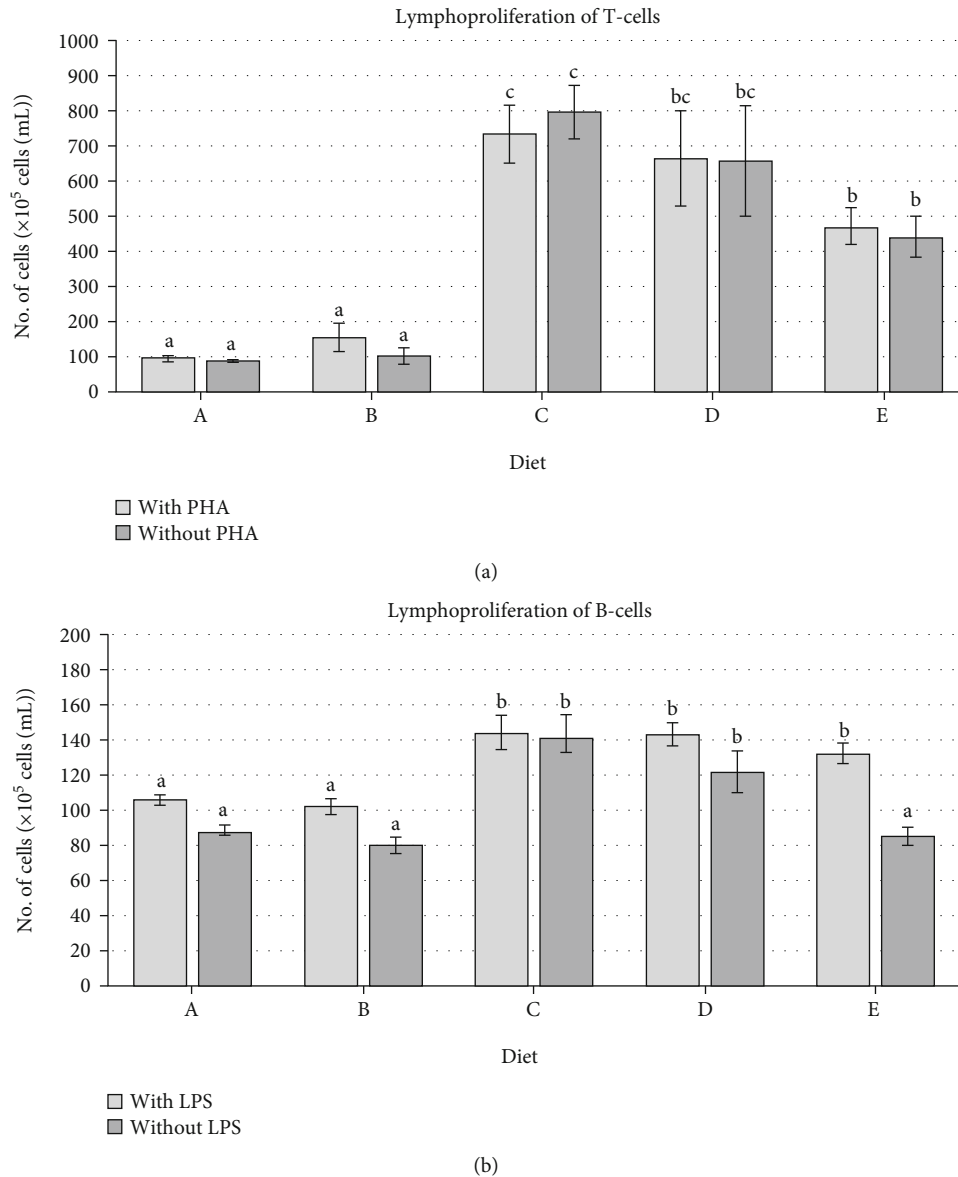 Lymphoproliferation of T-cells
No. of cells (×10⁵ cells (mL))
1000
900
800
700
600
500
400
300
200
100
0
a a a a c c bc bc b b
A B C D E
Diet
With PHA
Without PHA
(a)
Lymphoproliferation of B-cells
No. of cells (×10⁵ cells (mL))
200
180
160
140
120
100
80
60
40
20
0
a a a a b b b b b a
A B C D E
Diet
With LPS
Without LPS
(b)